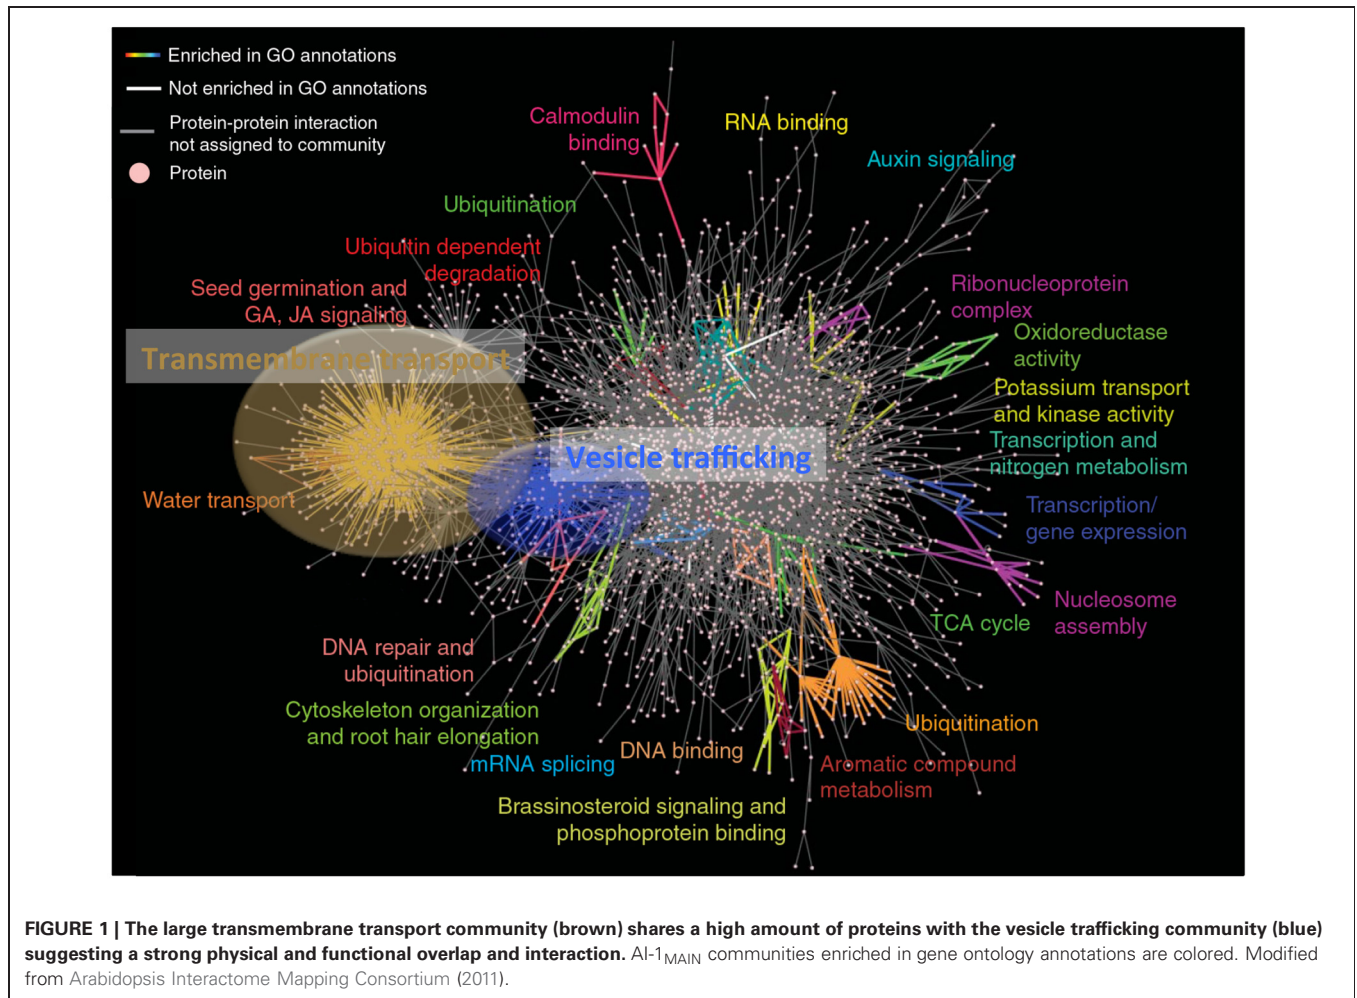 Enriched in GO annotations
Not enriched in GO annotations
Protein-protein interaction
not assigned to community
Protein
Calmodulin
binding
RNA binding
Auxin signaling
Ubiquitination
Ubiquitin dependent
degradation
Seed germination and
GA, JA signaling
Transmembrane transport
Ribonucleoprotein
complex
Oxidoreductase
activity
Potassium transport
and kinase activity
Transcription and
nitrogen metabolism
Vesicle trafficking
Water transport
Transcription/
gene expression
Nucleosome
assembly
TCA cycle
DNA repair and
ubiquitination
Cytoskeleton organization
and root hair elongation
mRNA splicing
DNA binding
Ubiquitination
Aromatic compound
metabolism
Brassinosteroid signaling and
phosphoprotein binding
FIGURE 1 | The large transmembrane transport community (brown) shares a high amount of proteins with the vesicle trafficking community (blue)
suggesting a strong physical and functional overlap and interaction. AI-1MAIN communities enriched in gene ontology annotations are colored. Modified
from Arabidopsis Interactome Mapping Consortium (2011).